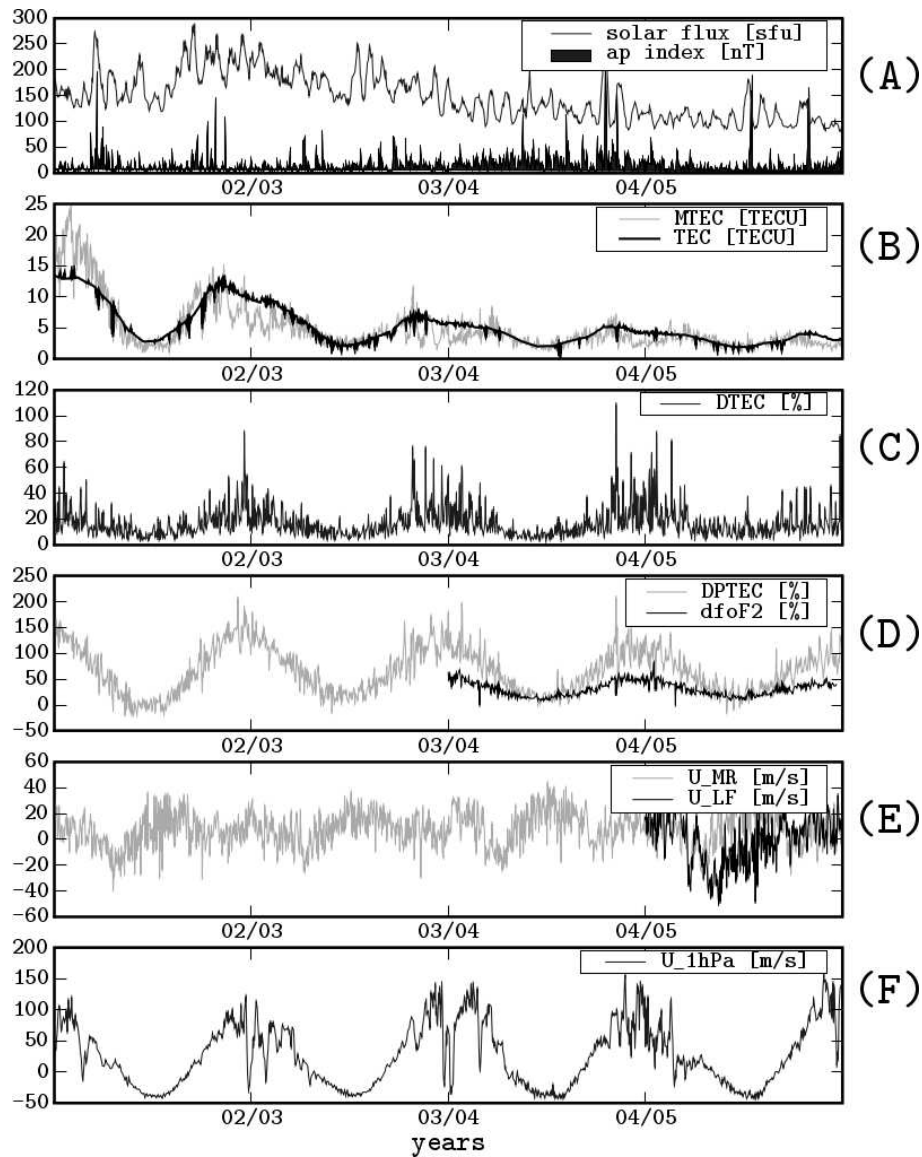 300
250
200
150
100
50
0
solar flux [sfu]
ap index [nT]
(A)
02/03 03/04 04/05
25
20
15
10
5
0
MTEC [TECU]
TEC [TECU]
(B)
02/03 03/04 04/05
120
100
80
60
40
20
0
DTEC [%]
(C)
02/03 03/04 04/05
250
200
150
100
50
0
-50
DPTEC [%]
dfoF2 [%]
(D)
02/03 03/04 04/05
60
40
20
0
-20
-40
-60
U_MR [m/s]
U_LF [m/s]
(E)
02/03 03/04 04/05
200
150
100
50
0
-50
U_1hPa [m/s]
(F)
02/03 03/04 04/05
years